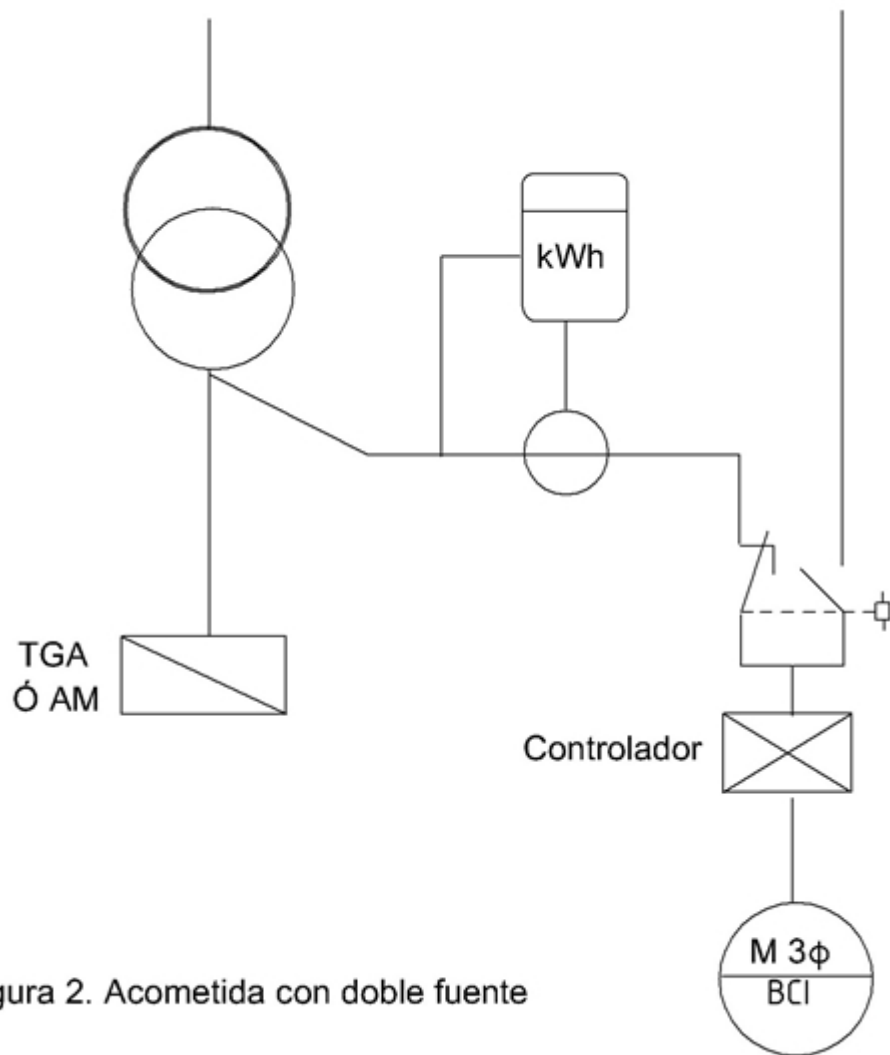 kWh
TGA
Ó AM
Controlador
M 3ϕ
BCI
gura 2. Acometida con doble fuente